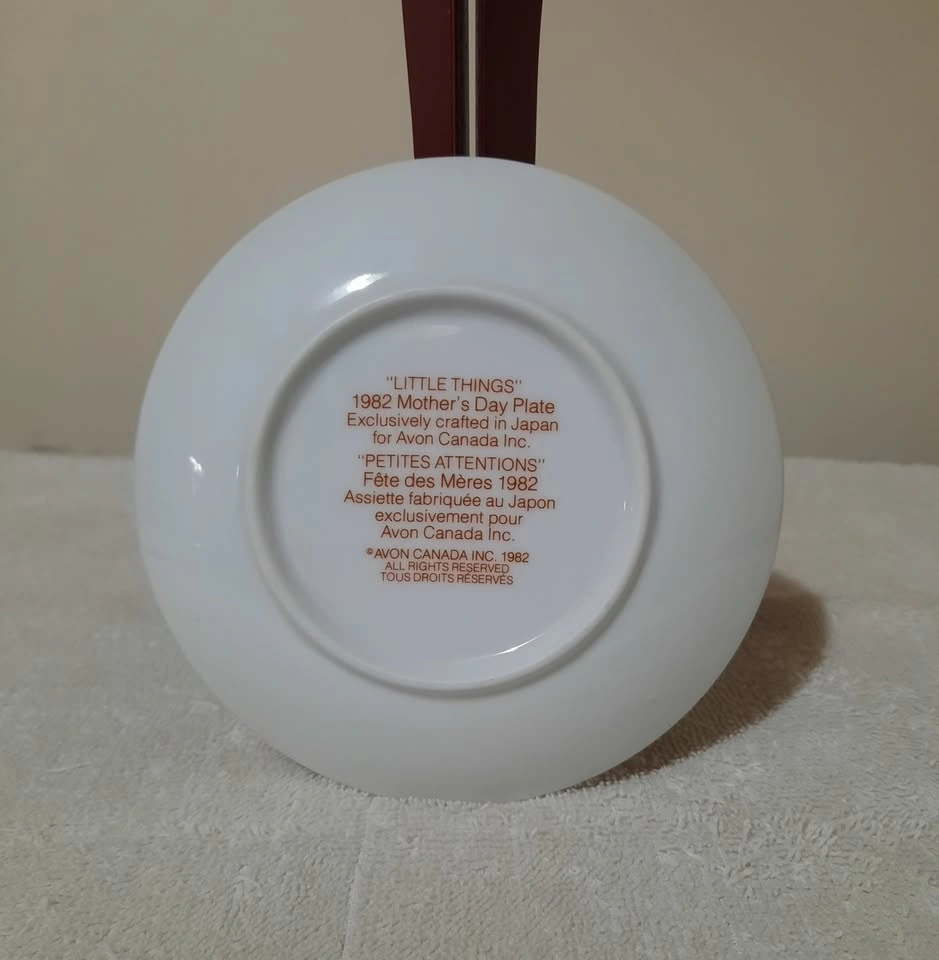 "LITTLE THINGS"
1982 Mother's Day Plate
Exclusively crafted in Japan
for Avon Canada Inc.
"PETITES ATTENTIONS"
Fête des Mères 1982
Assiette fabriquée au Japon
exclusivement pour
Avon Canada Inc.
©AVON CANADA INC. 1982
ALL RIGHTS RESERVED
TOUS DROITS RÉSERVÉS